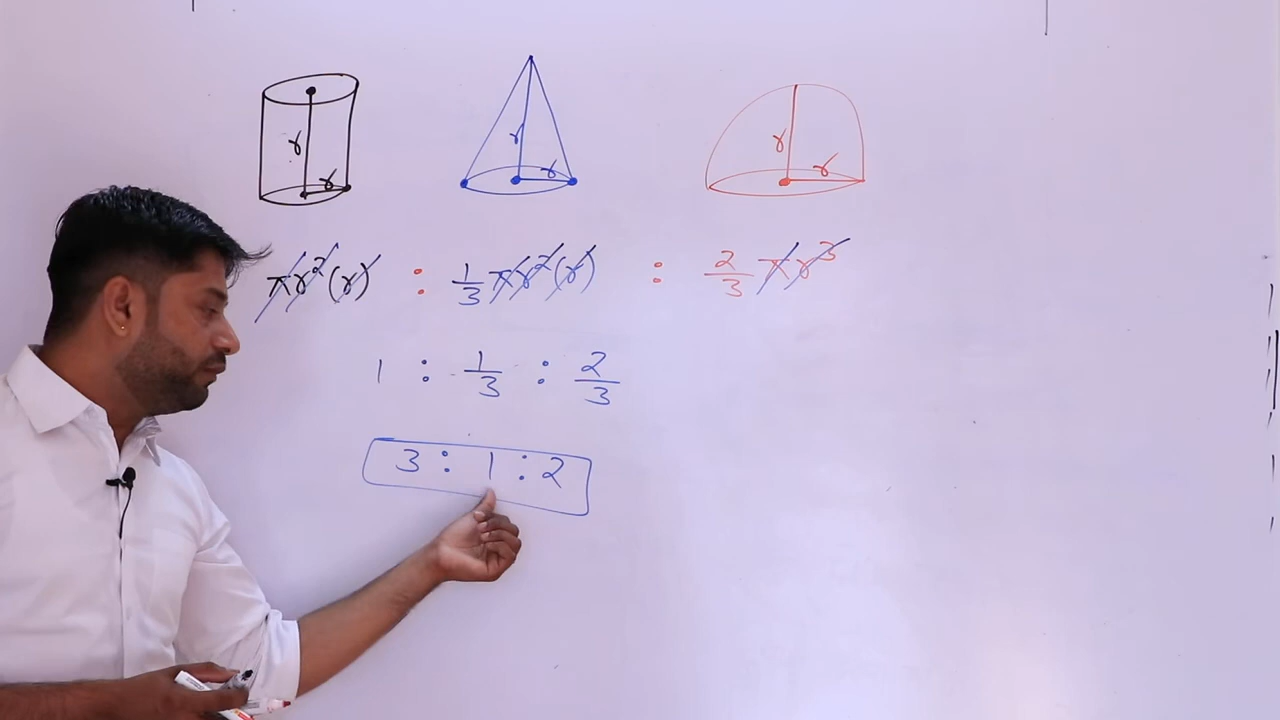 r r r
r r r
πr²(r) : 1/3 πr²(r) : 2/3 πr³
1 : 1/3 : 2/3
3 : 1 : 2